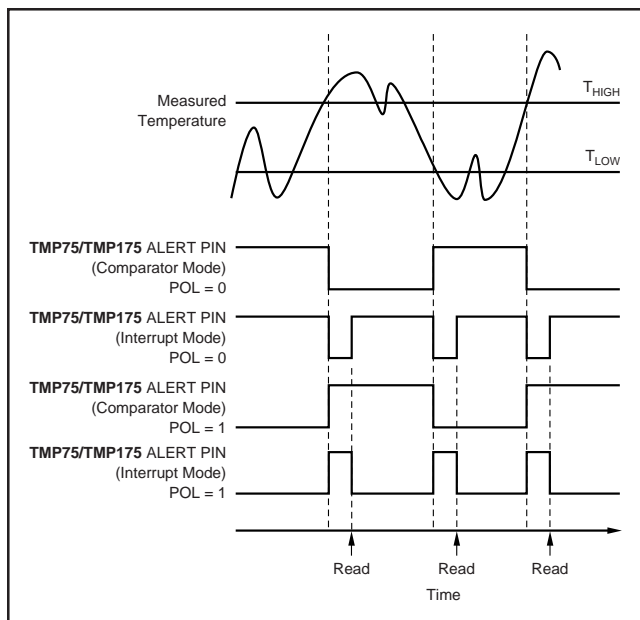 Measured
Temperature
T_HIGH
T_LOW
TMP75/TMP175 ALERT PIN
(Comparator Mode)
POL = 0
TMP75/TMP175 ALERT PIN
(Interrupt Mode)
POL = 0
TMP75/TMP175 ALERT PIN
(Comparator Mode)
POL = 1
TMP75/TMP175 ALERT PIN
(Interrupt Mode)
POL = 1
Read Read Read
Time